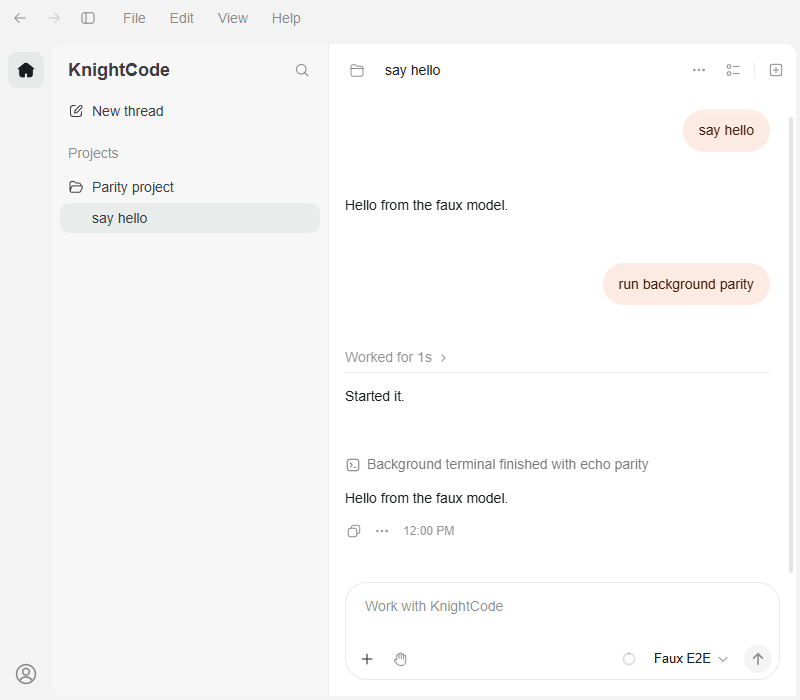 File Edit View Help
KnightCode
New thread
Projects
Parity project
say hello
say hello
say hello
Hello from the faux model.
run background parity
Worked for 1s
Started it.
Background terminal finished with echo parity
Hello from the faux model.
12:00 PM
Work with KnightCode
Faux E2E